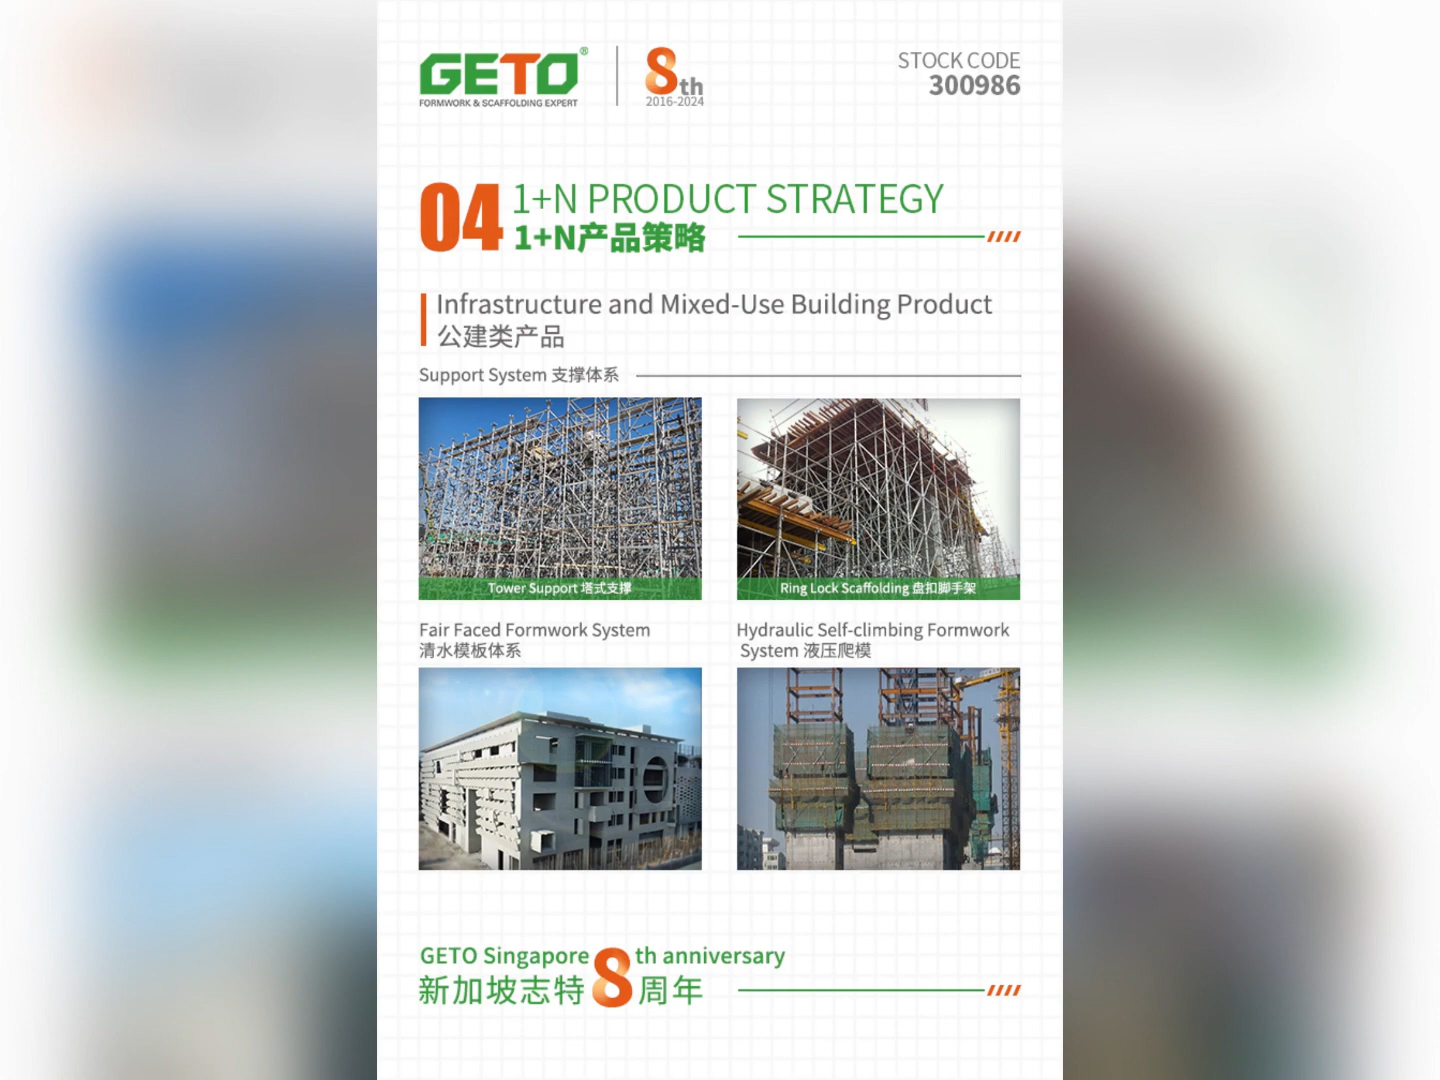 GETO®
FORMWORK & SCAFFOLDING EXPERT
8th
2016-2024
STOCK CODE
300986
04
1+N PRODUCT STRATEGY
1+N产品策略
Infrastructure and Mixed-Use Building Product
公建类产品
Support System 支撑体系
Tower Support 塔式支撑
Ring Lock Scaffolding 盘扣脚手架
Fair Faced Formwork System
清水模板体系
Hydraulic Self-climbing Formwork
System 液压爬模
GETO Singapore 8th anniversary
新加坡志特8周年